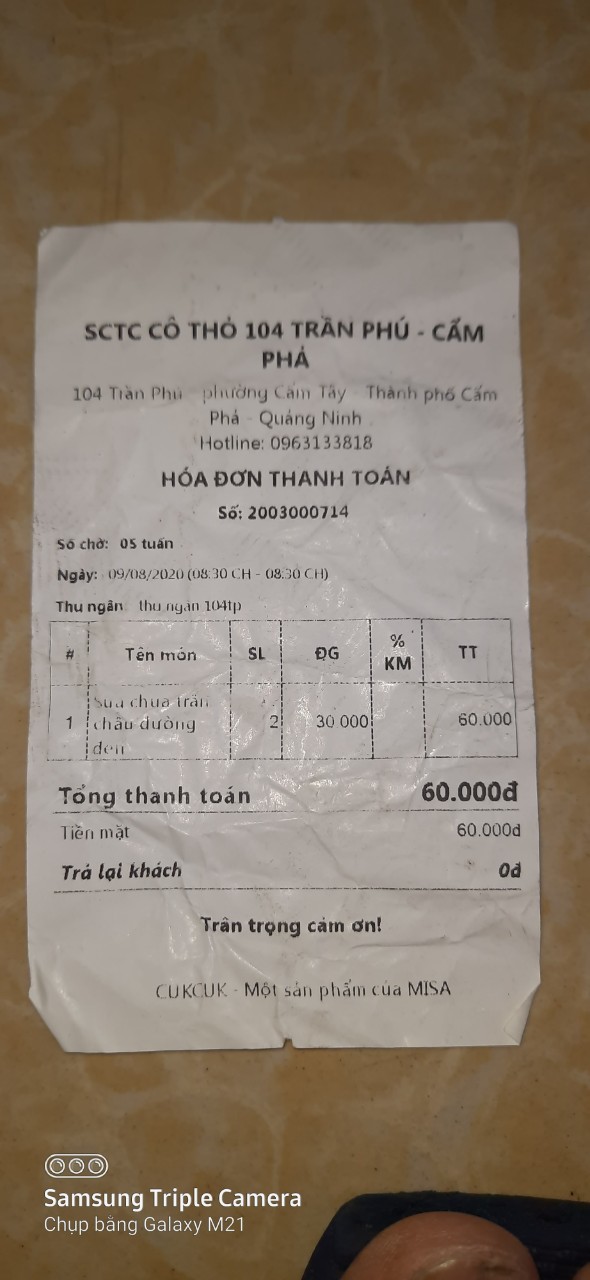 SCTC CÔ THỎ 104 TRẦN PHÚ - CẨM
PHẢ
104 Trần Phú - phường Cẩm Tây - Thành phố Cẩm
Phả - Quảng Ninh
Hotline: 0963133818
HÓA ĐƠN THANH TOÁN
Số: 2003000714
Số chờ: 05 tuấn
Ngày: 09/08/2020 (08:30 CH - 08:30 CH)
Thu ngân: thu ngân 104tp
# Tên món SL ĐG % KM TT
1 Sữa chua trân châu đường đen 2 30.000 60.000
Tổng thanh toán 60.000đ
Tiền mặt 60.000đ
Trả lại khách 0đ
Trân trọng cảm ơn!
CUKCUK - Một sản phẩm của MISA
Samsung Triple Camera
Chụp bằng Galaxy M21